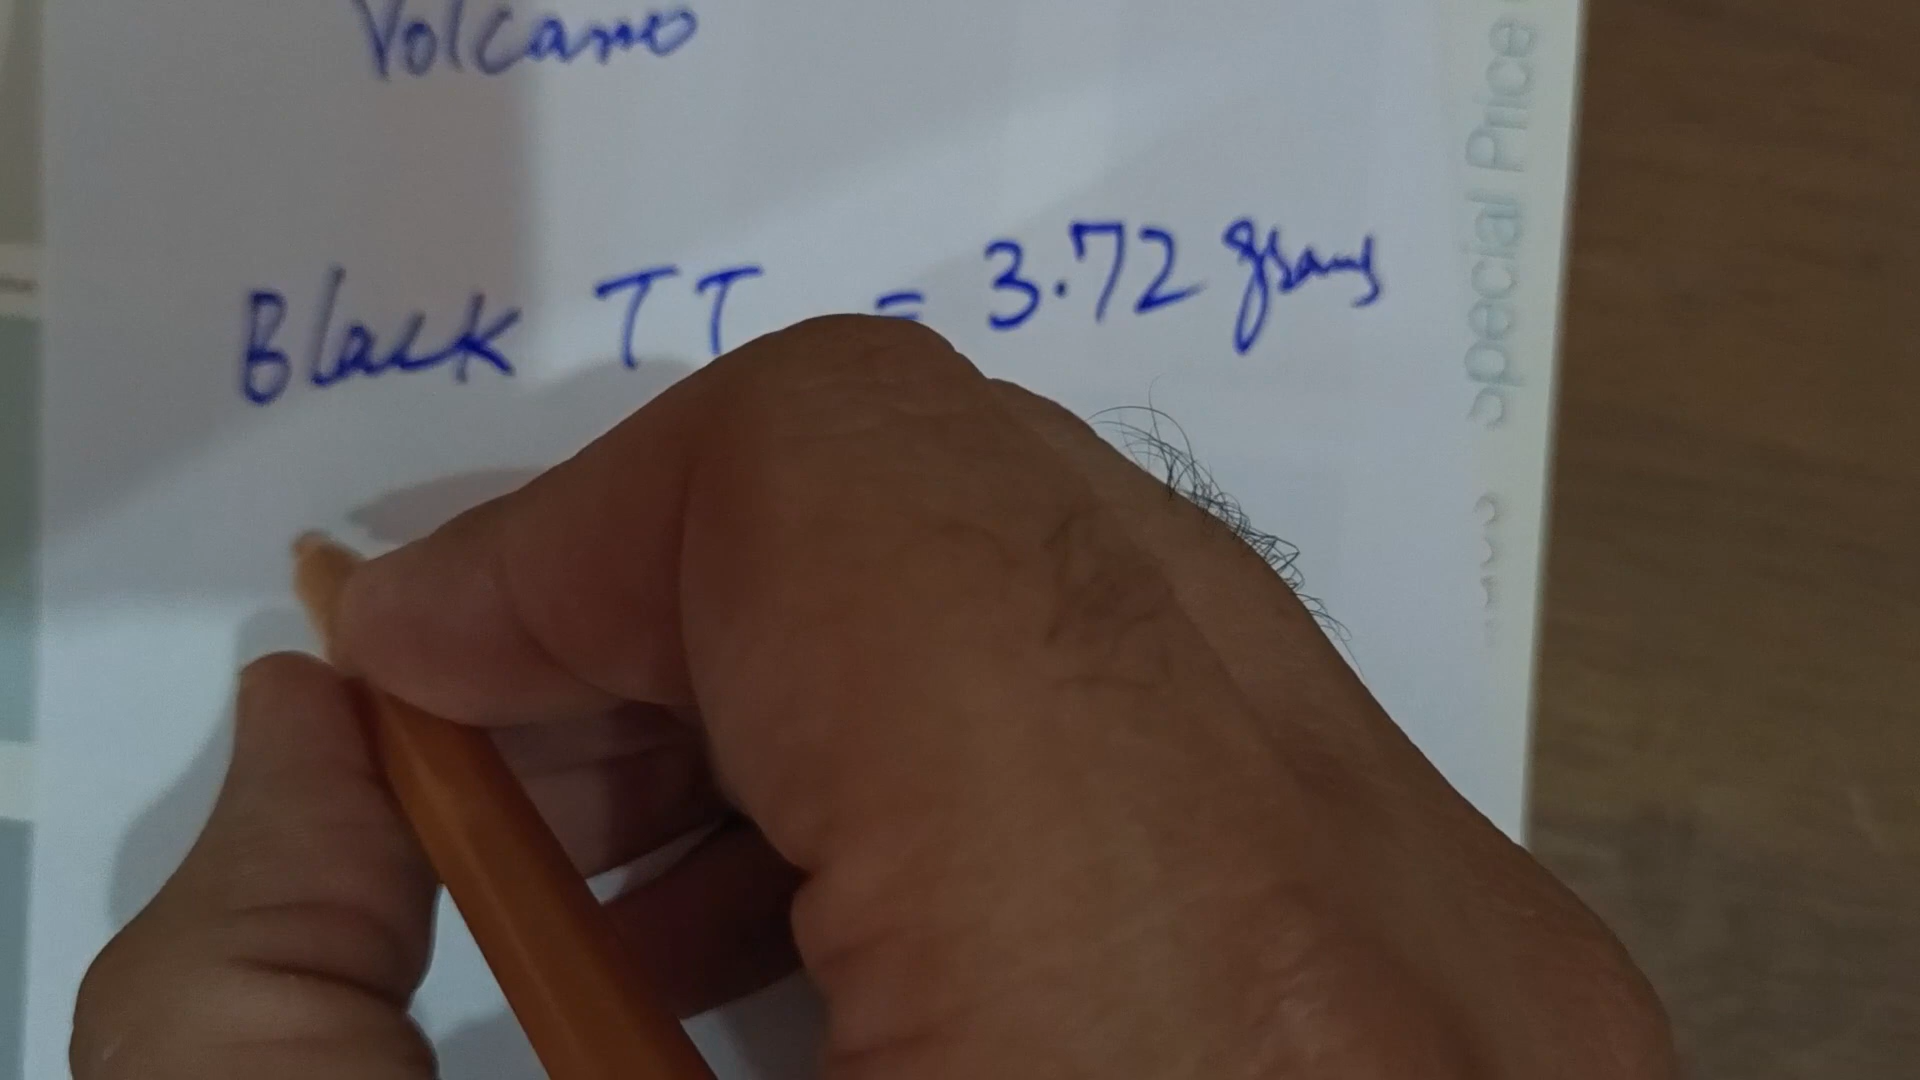 Volcano
Black TT = 3.72 grams
Special Price